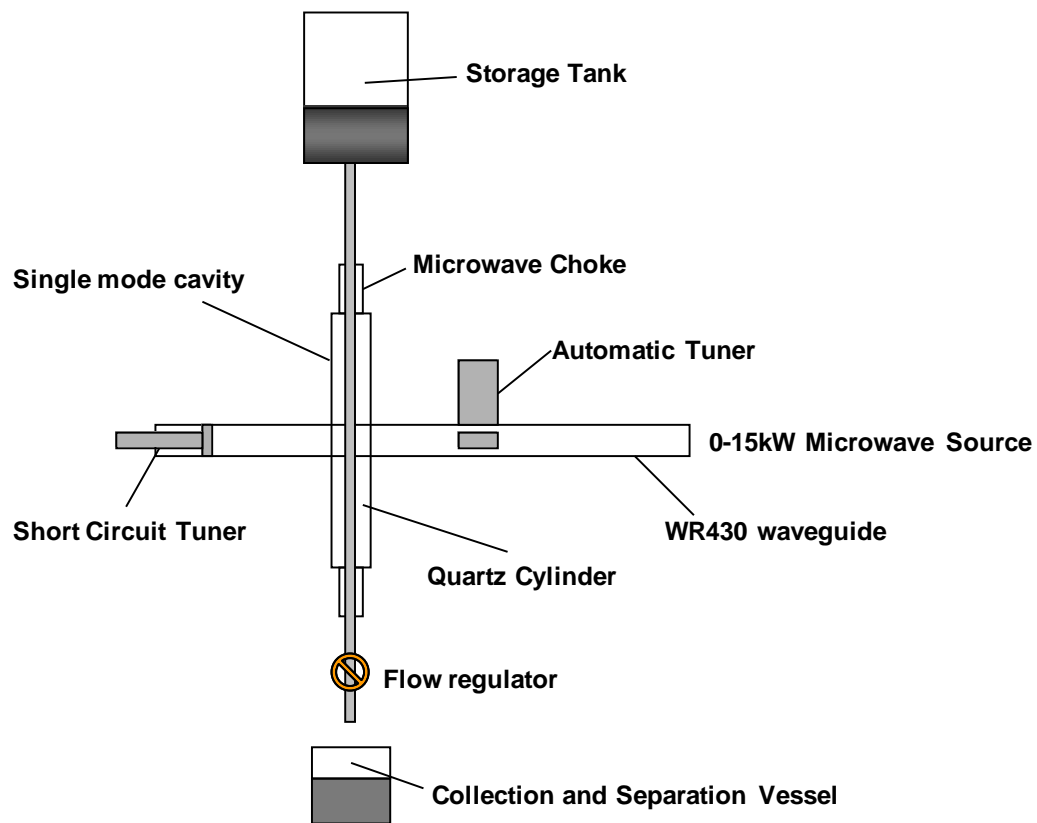 Storage Tank
Microwave Choke
Single mode cavity
Automatic Tuner
0-15kW Microwave Source
Short Circuit Tuner
WR430 waveguide
Quartz Cylinder
Flow regulator
Collection and Separation Vessel